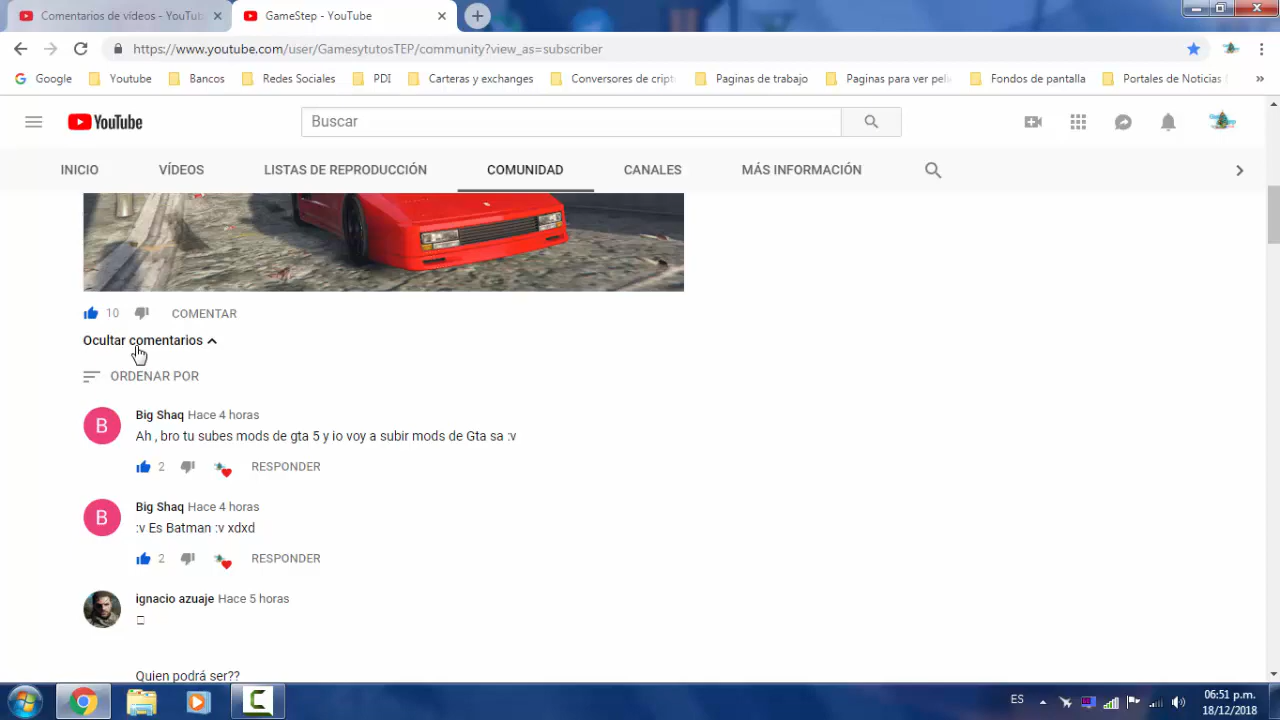 Comentarios de vídeos - YouTub
GameStep - YouTube
https://www.youtube.com/user/GamesytutosTEP/community?view_as=subscriber
Google Youtube Bancos Redes Sociales PDI Carteras y exchanges Conversores de cript Paginas de trabajo Paginas para ver peli Fondos de pantalla Portales de Noticias
YouTube
Buscar
INICIO VÍDEOS LISTAS DE REPRODUCCIÓN COMUNIDAD CANALES MÁS INFORMACIÓN
10 COMENTAR
Ocultar comentarios
ORDENAR POR
B
Big Shaq Hace 4 horas
Ah , bro tu subes mods de gta 5 y io voy a subir mods de Gta sa :v
2 RESPONDER
B
Big Shaq Hace 4 horas
:v Es Batman :v xdxd
2 RESPONDER
ignacio azuaje Hace 5 horas
Quien podrá ser??
ES
06:51 p.m.
18/12/2018